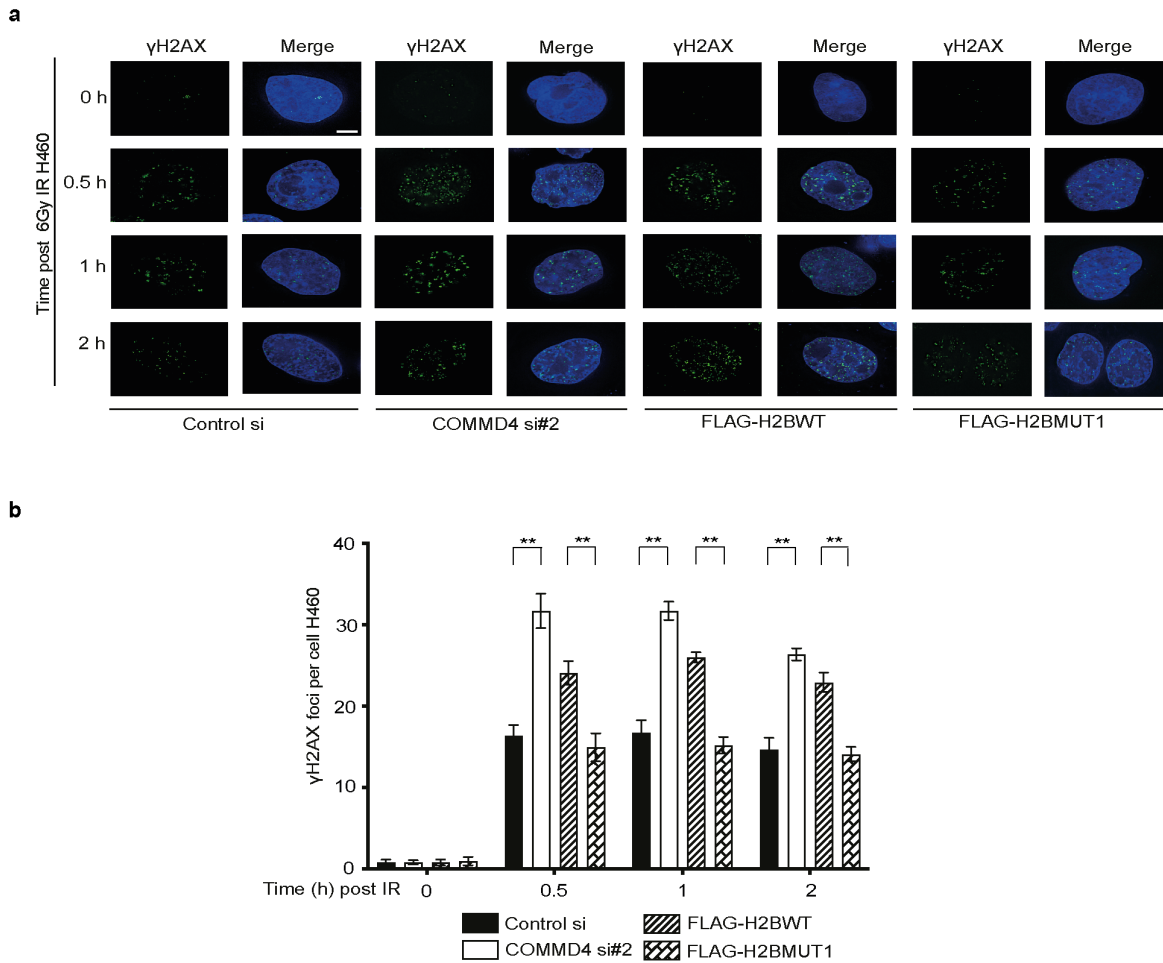 a
γH2AX Merge γH2AX Merge γH2AX Merge γH2AX Merge
Time post 6Gy IR H460
0 h
0.5 h
1 h
2 h
Control si COMMD4 si#2 FLAG-H2BWT FLAG-H2BMUT1
b
γH2AX foci per cell H460
40
30
20
10
0
** ** ** ** ** **
Time (h) post IR 0 0.5 1 2
Control si FLAG-H2BWT
COMMD4 si#2 FLAG-H2BMUT1